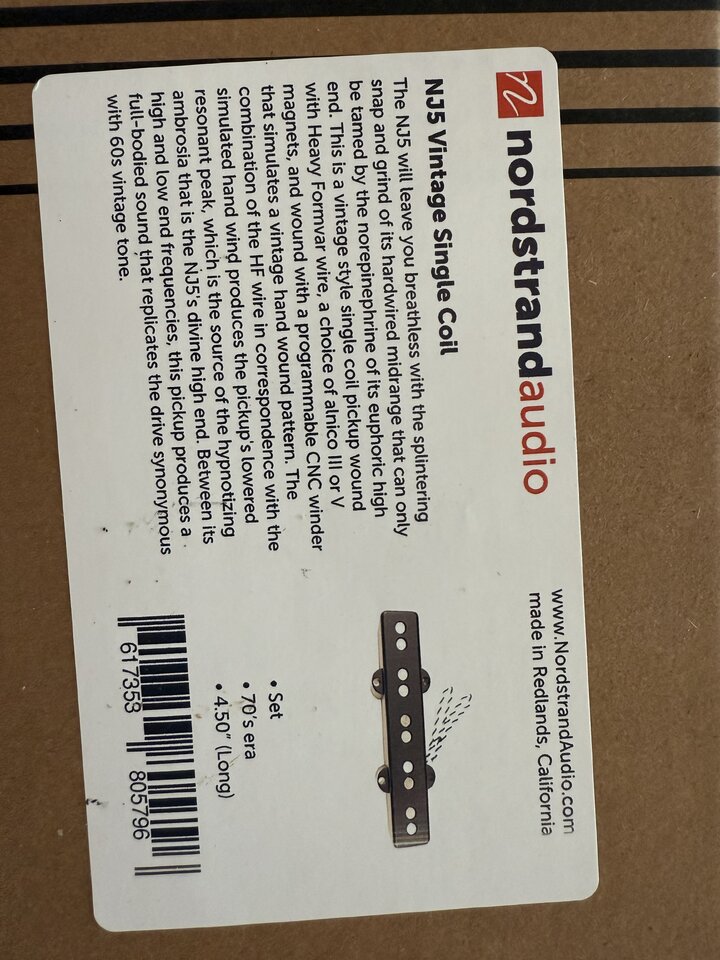 n nordstrandaudio
www.NordstrandAudio.com
made in Redlands, California
NJ5 Vintage Single Coil
The NJ5 will leave you breathless with the splintering
snap and grind of its hardwired midrange that can only
be tamed by the norepinephrine of its euphoric high
end. This is a vintage style single coil pickup wound
with Heavy Formvar wire, a choice of alnico III or V
magnets, and wound with a programmable CNC winder
that simulates a vintage hand wound pattern. The
combination of the HF wire in correspondence with the
simulated hand wind produces the pickup's lowered
resonant peak, which is the source of the hypnotizing
ambrosia that is the NJ5's divine high end. Between its
high and low end frequencies, this pickup produces a
full-bodied sound that replicates the drive synonymous
with 60s vintage tone.
• Set
• 70's era
• 4.50" (Long)
617353 805796